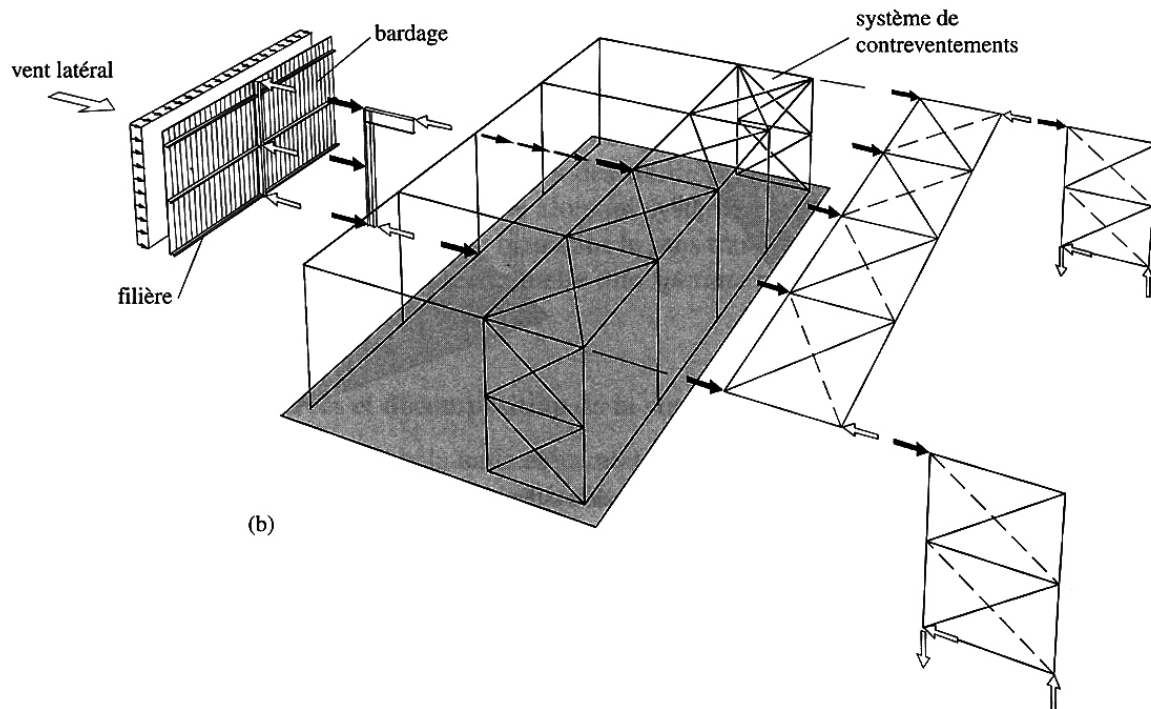 système de
contreventements
bardage
vent latéral
filière
(b)